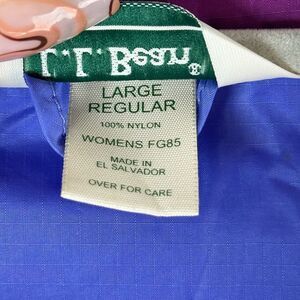 L.L.Bean®
LARGE
REGULAR
100% NYLON
WOMENS FG85
MADE IN
EL SALVADOR
OVER FOR CARE